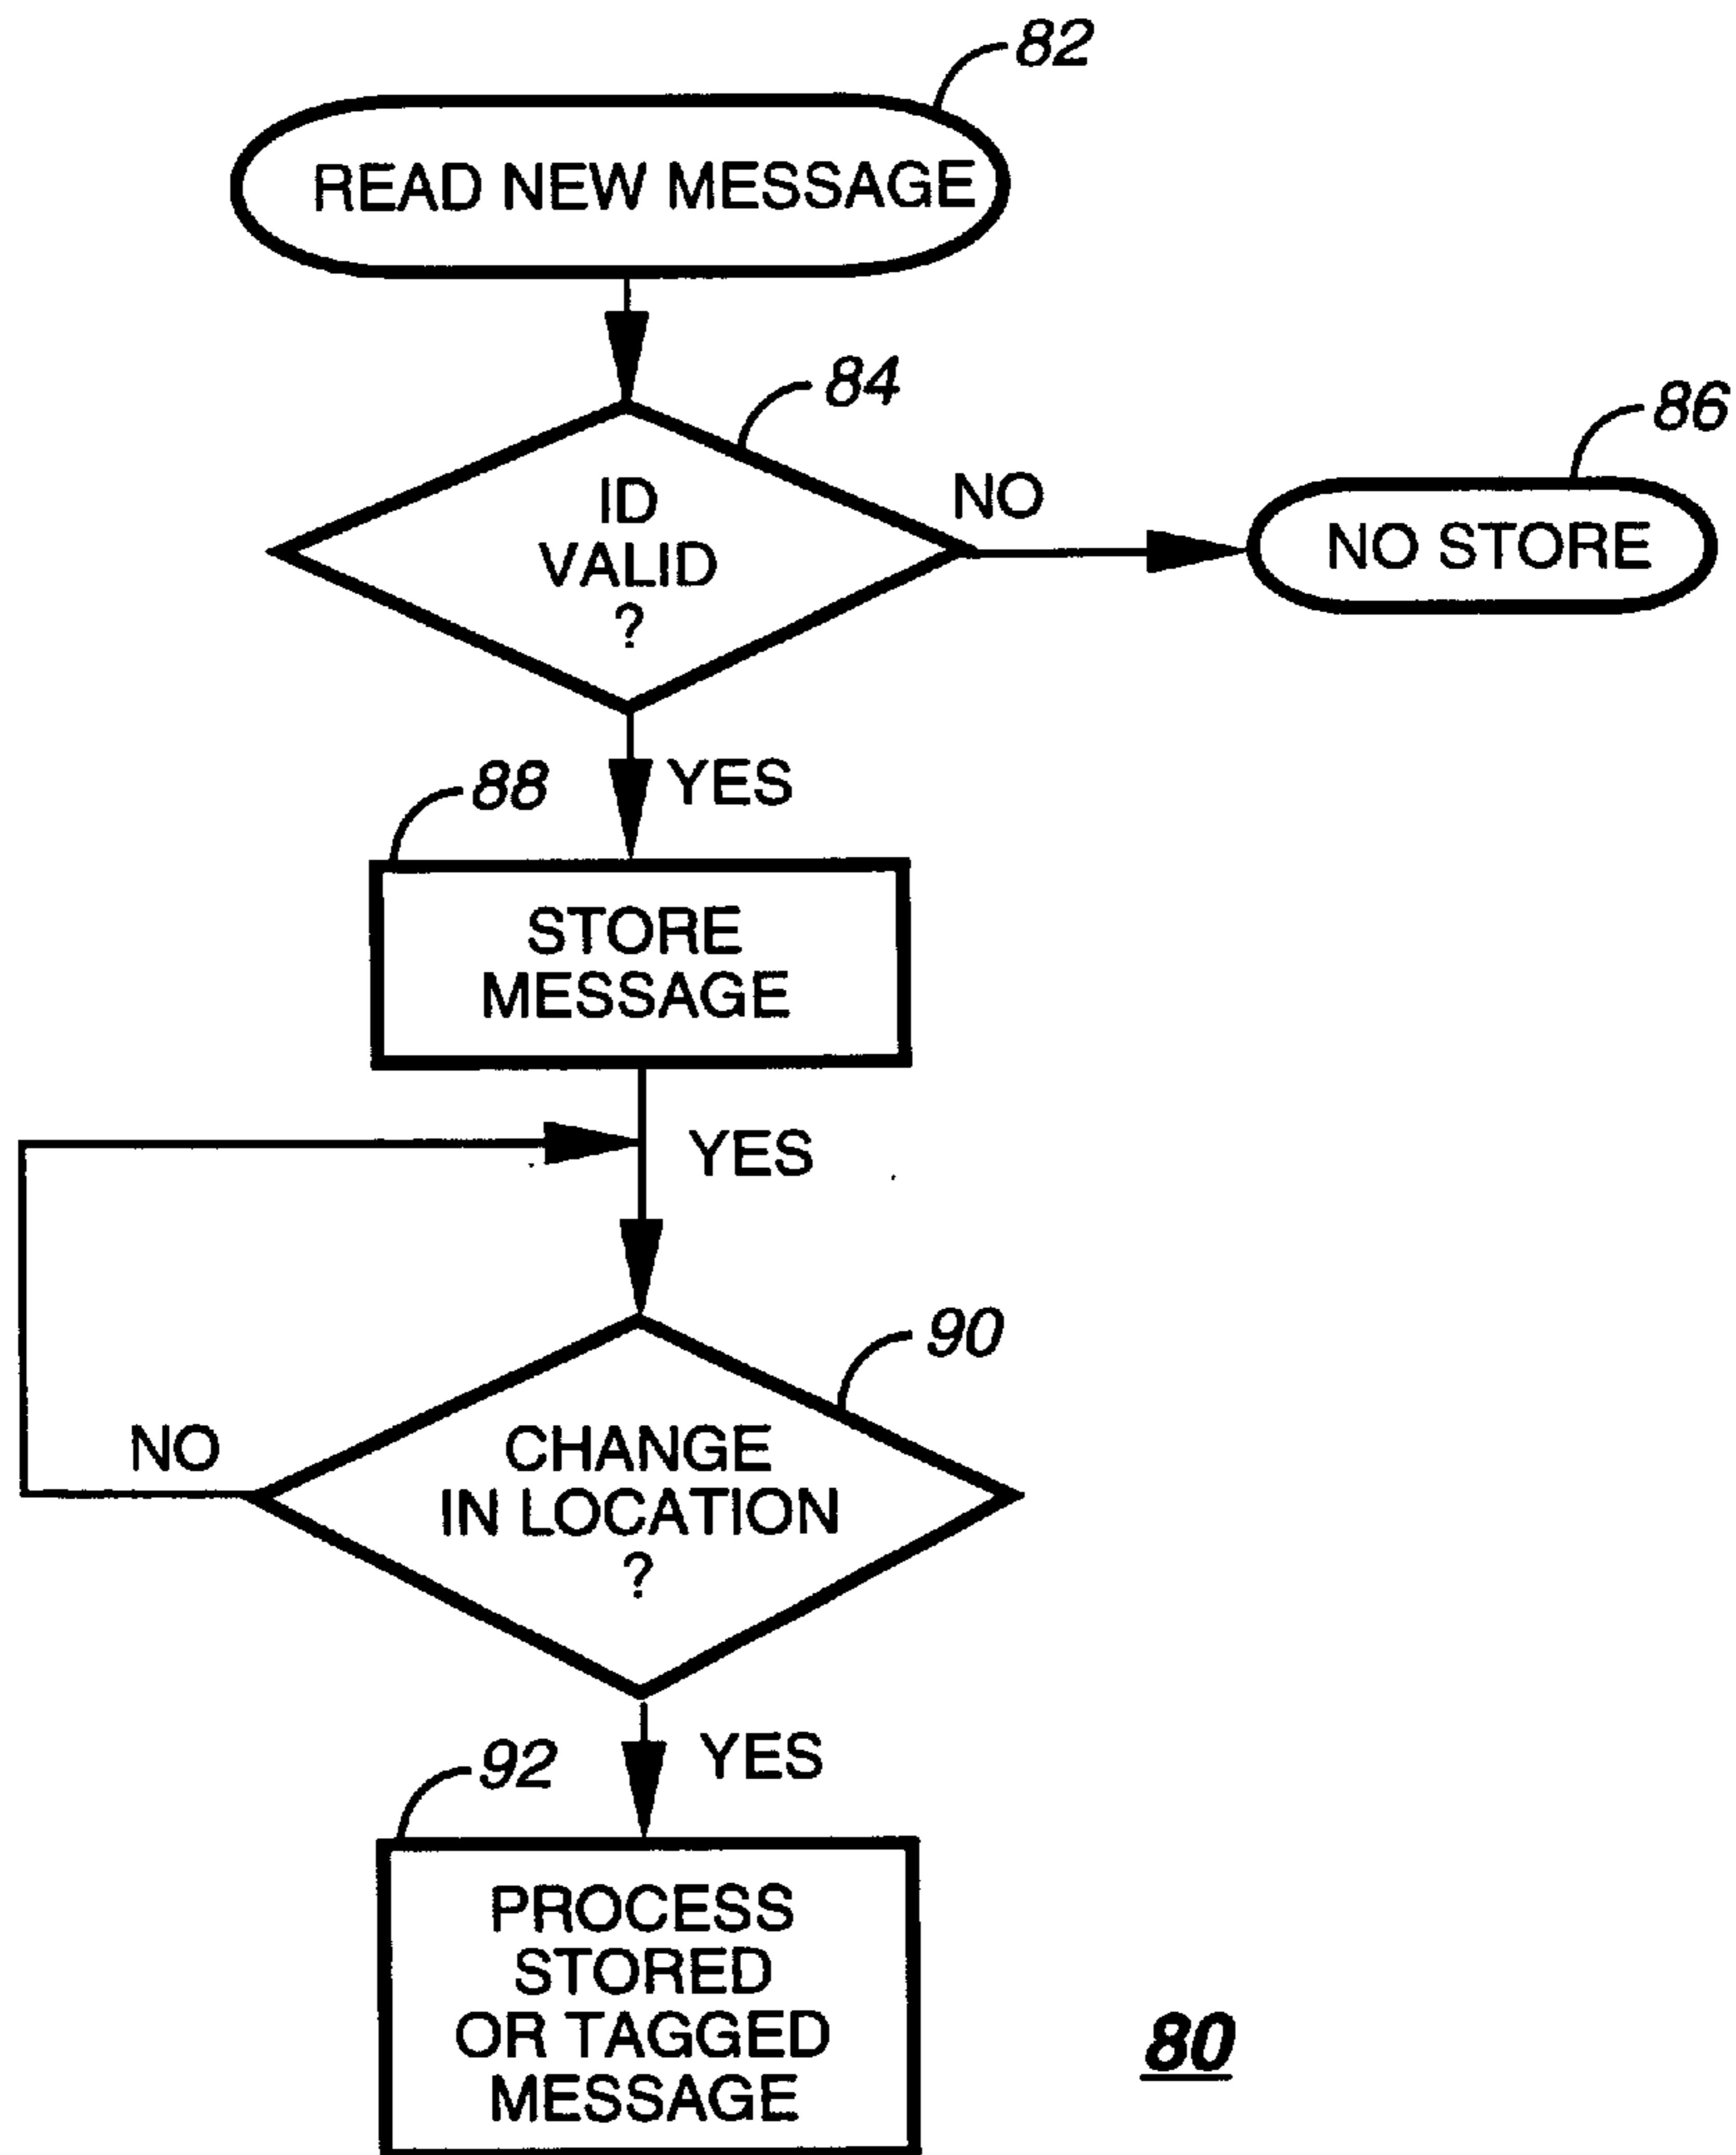 82
READ NEW MESSAGE
84
86
ID
VALID
?
NO
NO STORE
YES
88
STORE
MESSAGE
YES
90
NO
CHANGE
IN LOCATION
?
YES
92
PROCESS
STORED
OR TAGGED
MESSAGE
80